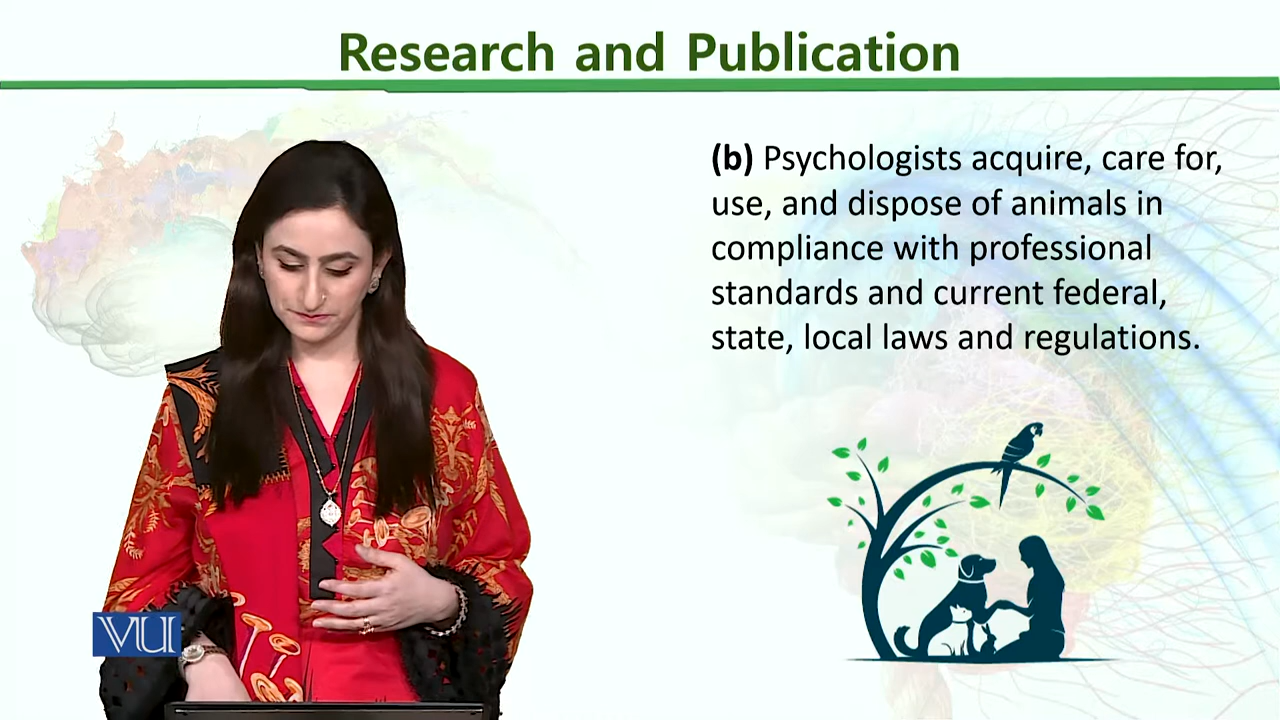 Research and Publication
(b) Psychologists acquire, care for,
use, and dispose of animals in
compliance with professional
standards and current federal,
state, local laws and regulations.
VU